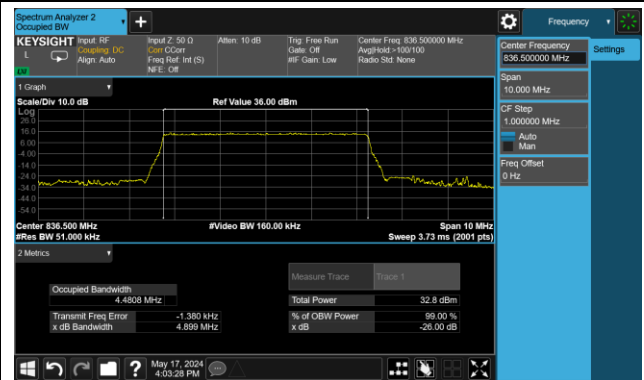 Spectrum Analyzer 2
Occupied BW
Frequency
KEYSIGHT
L
Input: RF
Coupling: DC
Align: Auto
Input Z: 50 Ω
Corr CCorr
Freq Ref: Int (S)
NFE: Off
Atten: 10 dB
Trig: Free Run
Gate: Off
#IF Gain: Low
Center Freq: 836.500000 MHz
Avg|Hold:>100/100
Radio Std: None
Center Frequency
836.500000 MHz
Settings
Span
10.000 MHz
CF Step
1.000000 MHz
Auto
Man
Freq Offset
0 Hz
1 Graph
Scale/Div 10.0 dB
Ref Value 36.00 dBm
Log
26.0
16.0
6.00
-4.00
-14.0
-24.0
-34.0
-44.0
-54.0
Center 836.500 MHz
#Video BW 160.00 kHz
Span 10 MHz
#Res BW 51.000 kHz
Sweep 3.73 ms (2001 pts)
2 Metrics
Measure Trace
Trace 1
Occupied Bandwidth
4.4808 MHz
Total Power
32.8 dBm
Transmit Freq Error
-1.380 kHz
% of OBW Power
99.00 %
x dB Bandwidth
4.899 MHz
x dB
-26.00 dB
?
May 17, 2024
4:03:28 PM